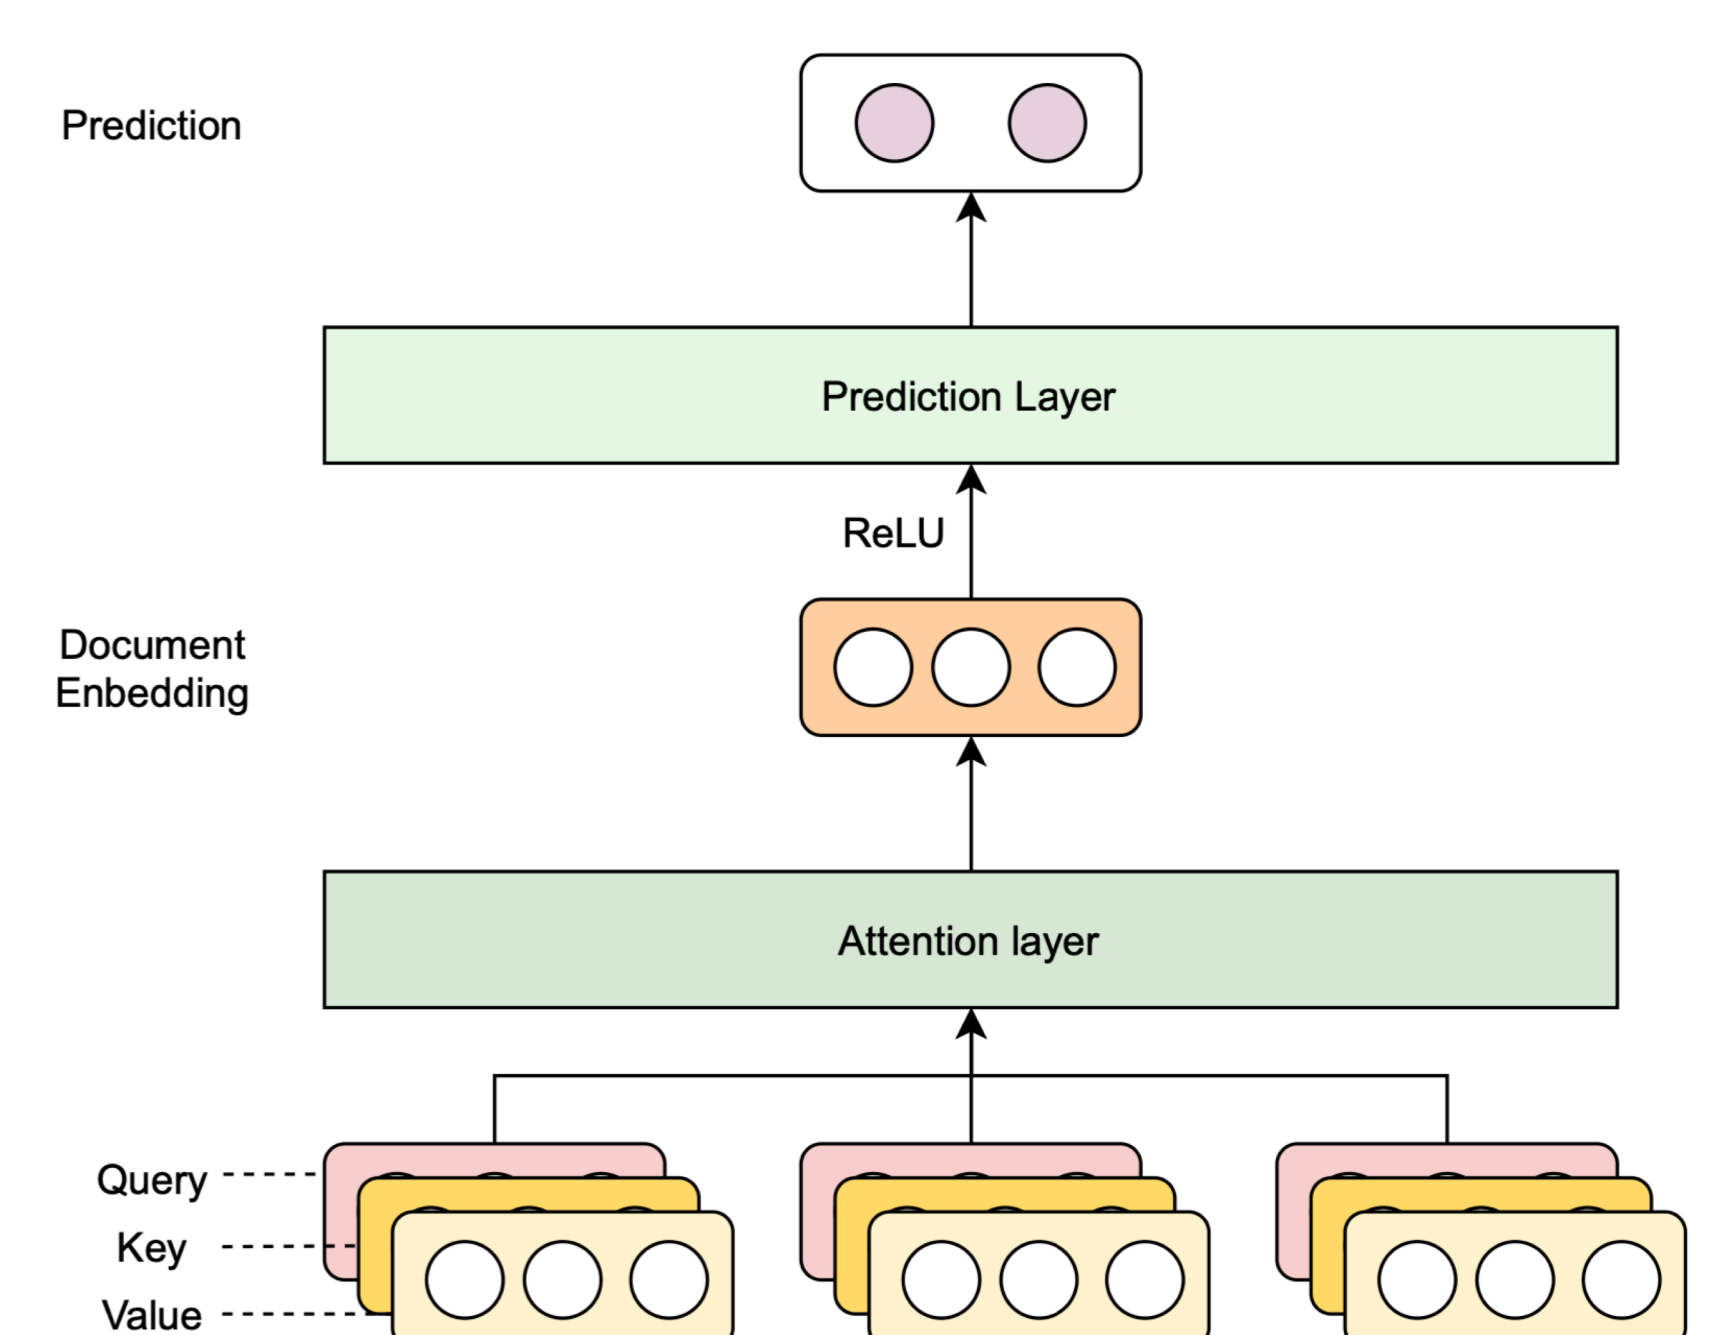 Prediction
Prediction Layer
ReLU
Document
Enbedding
Attention layer
Query
Key
Value